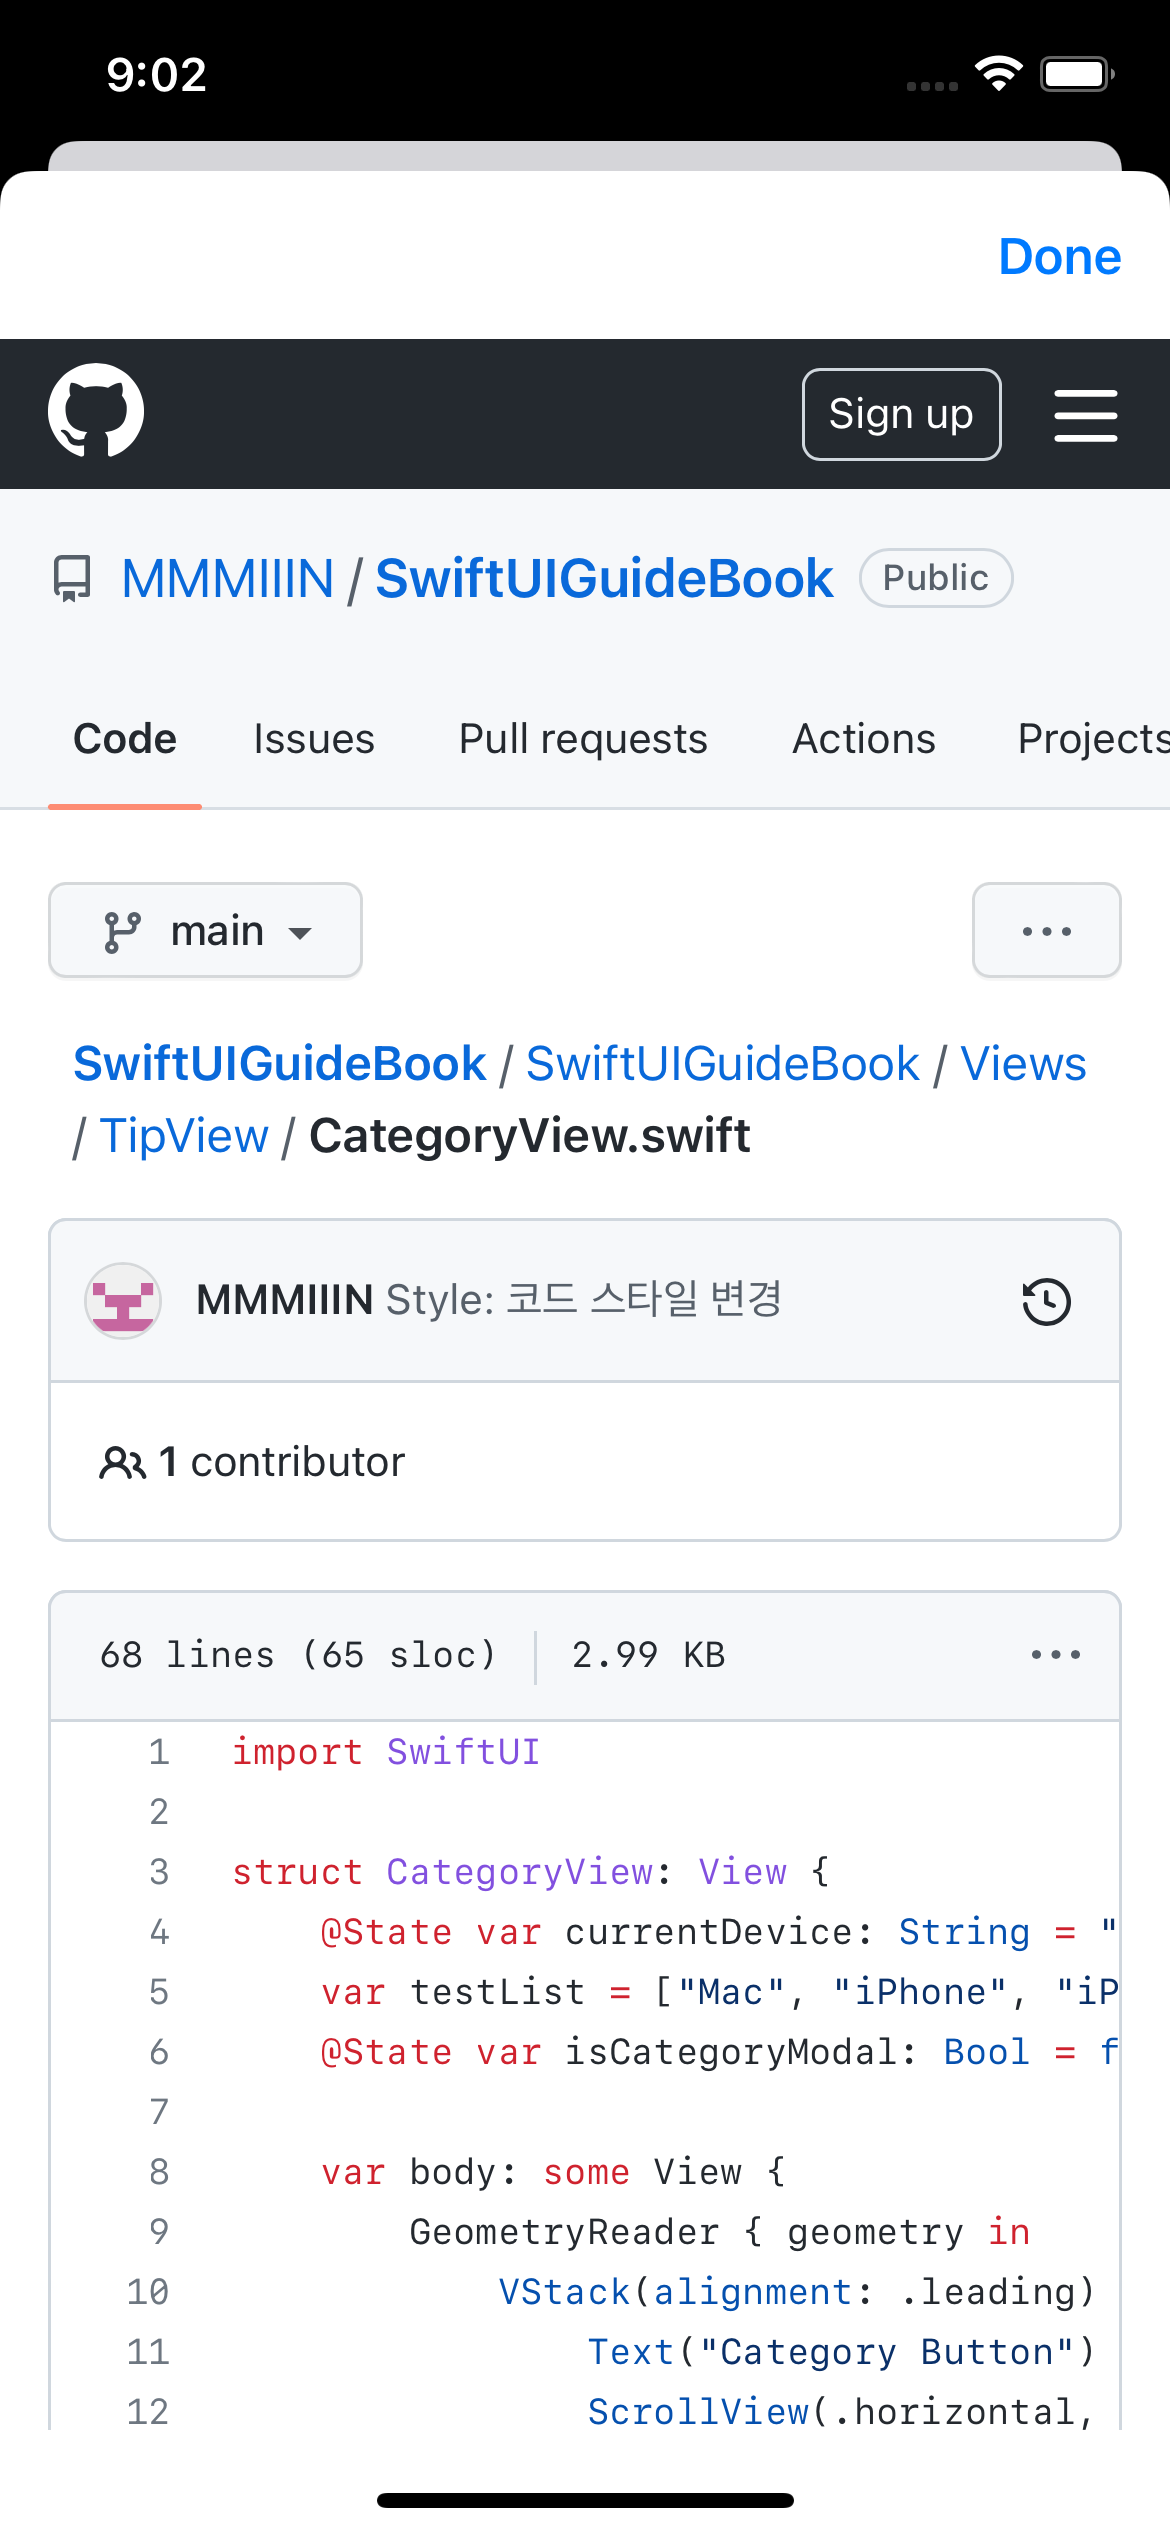 9:02
Done
Sign up
MMMIIIN / SwiftUIGuideBook Public
Code Issues Pull requests Actions Projects
main
SwiftUIGuideBook / SwiftUIGuideBook / Views
/ TipView / CategoryView.swift
MMMIIIN Style: 코드 스타일 변경
1 contributor
68 lines (65 sloc) 2.99 KB
1 import SwiftUI
2
3 struct CategoryView: View {
4 @State var currentDevice: String = "
5 var testList = ["Mac", "iPhone", "iP
6 @State var isCategoryModal: Bool = f
7
8 var body: some View {
9 GeometryReader { geometry in
10 VStack(alignment: .leading)
11 Text("Category Button")
12 ScrollView(.horizontal,